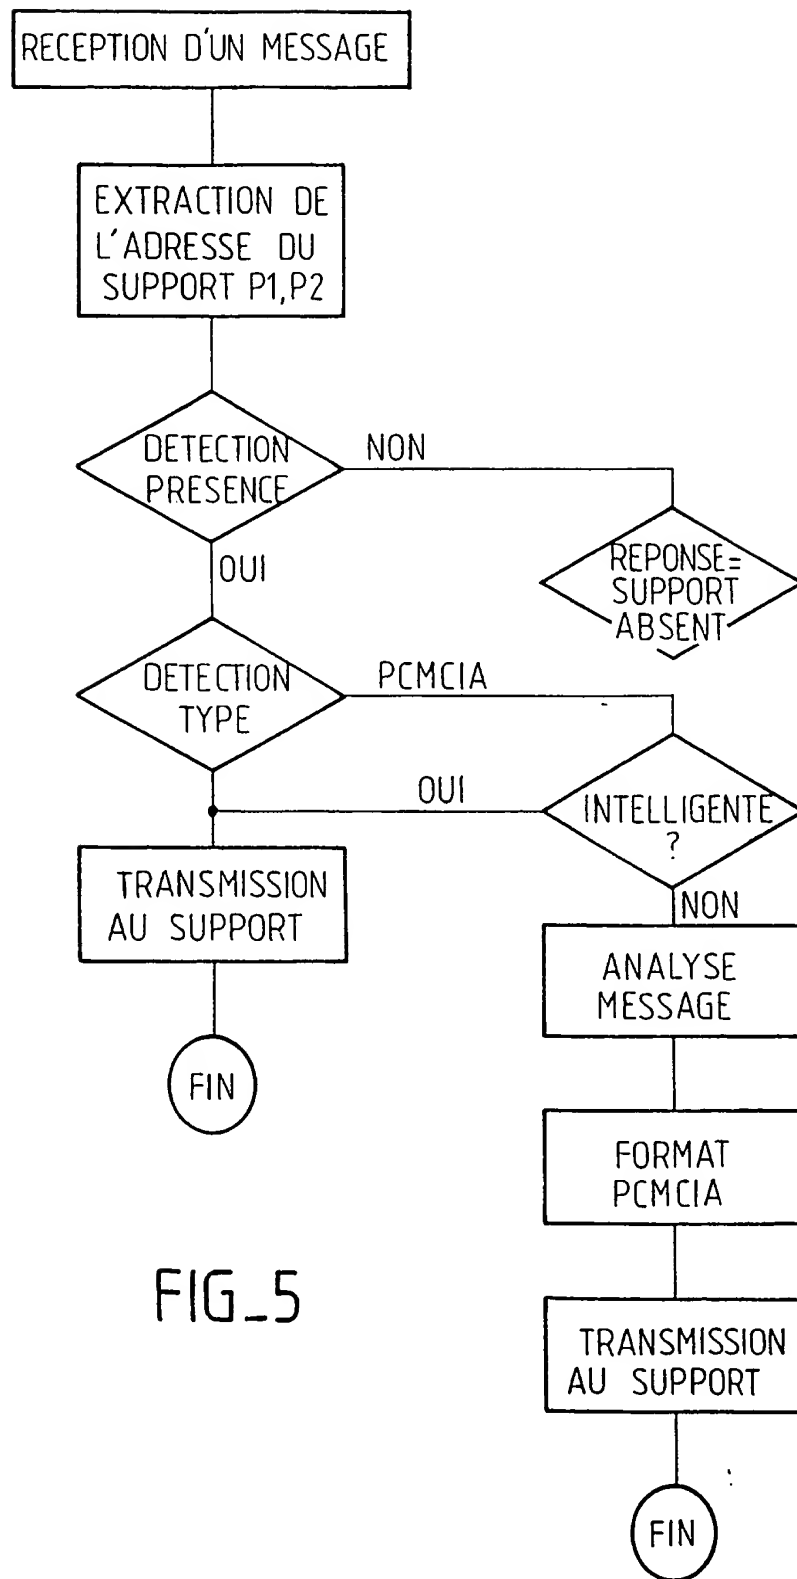 RECEPTION D'UN MESSAGE
EXTRACTION DE
L'ADRESSE DU
SUPPORT P1,P2
DETECTION
PRESENCE
NON
OUI
REPONSE=
SUPPORT
ABSENT
DETECTION
TYPE
PCMCIA
OUI
INTELLIGENTE
?
NON
TRANSMISSION
AU SUPPORT
ANALYSE
MESSAGE
FIN
FORMAT
PCMCIA
FIG_5
TRANSMISSION
AU SUPPORT
FIN